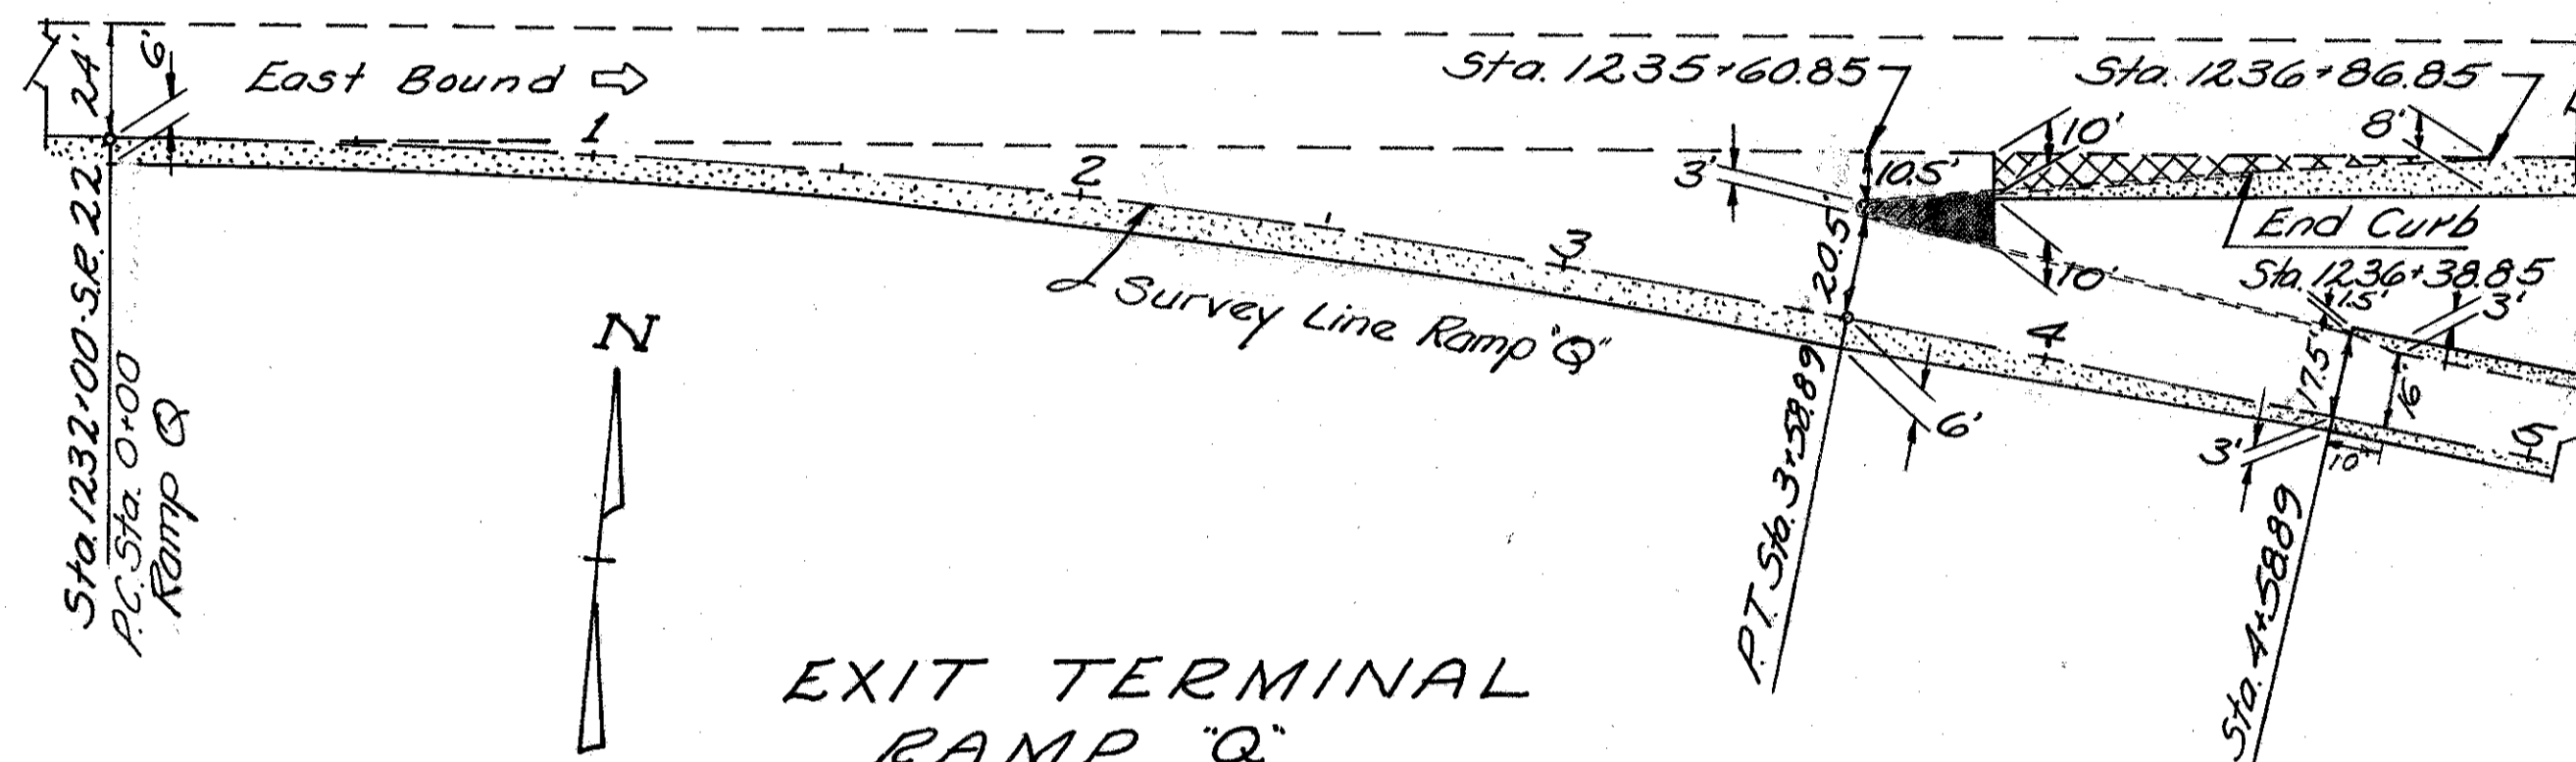 24'
6'
East Bound
Sta. 1235+60.85
Sta. 1236+86.85
1
2
3
4
5
3'
10.5'
10'
8'
20.5'
10'
End Curb
Sta. 1236+38.85
1.5'
3'
17.5'
16'
3'
10'
6'
Survey Line Ramp "Q"
N
Sta. 1232+00-S.R. 22
P.C. Sta. 0+00
Ramp Q
P.T. Sta. 3+58.89
Sta. 4+58.89
EXIT TERMINAL
RAMP "Q"